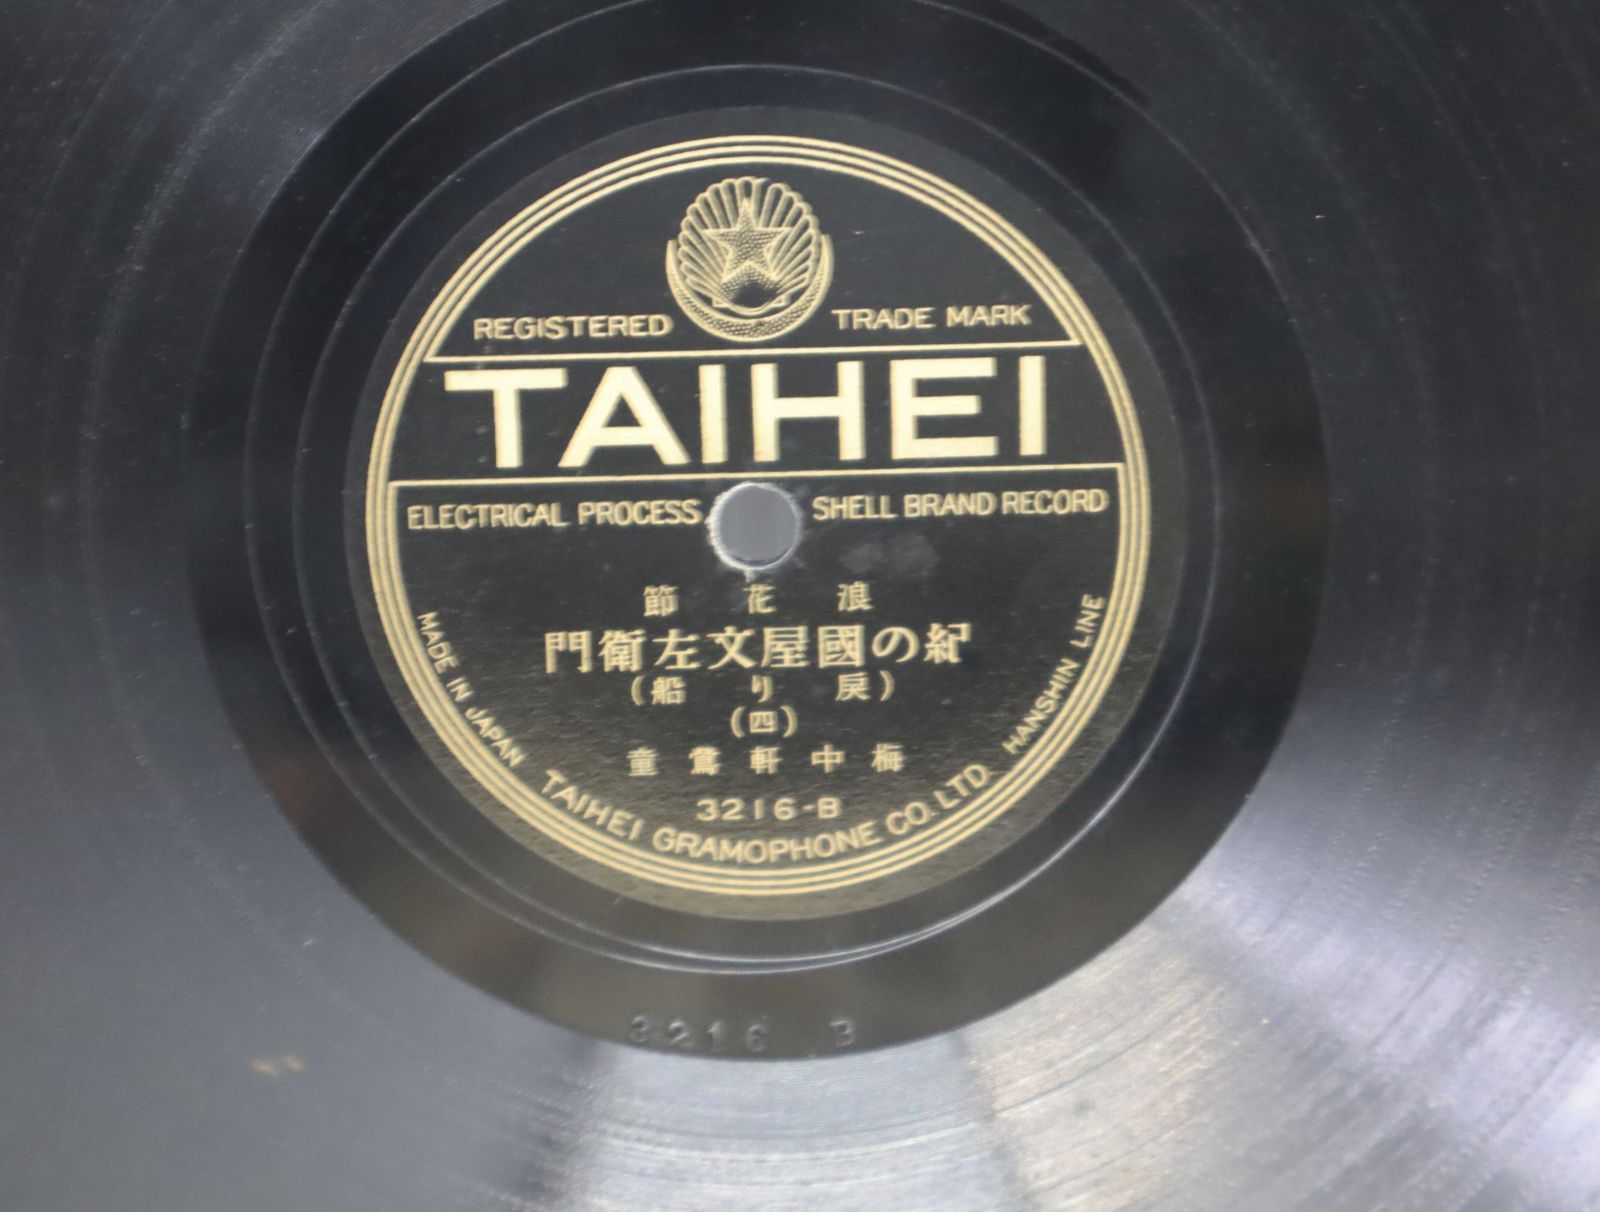 REGISTERED TRADE MARK
TAIHEI
ELECTRICAL PROCESS SHELL BRAND RECORD
浪花節
紀の國屋文左衛門
(戻り船)
(四)
梅中軒鶯童
3216-B
MADE IN JAPAN TAIHEI GRAMOPHONE CO. LTD. HANSHIN LINE
3216 B